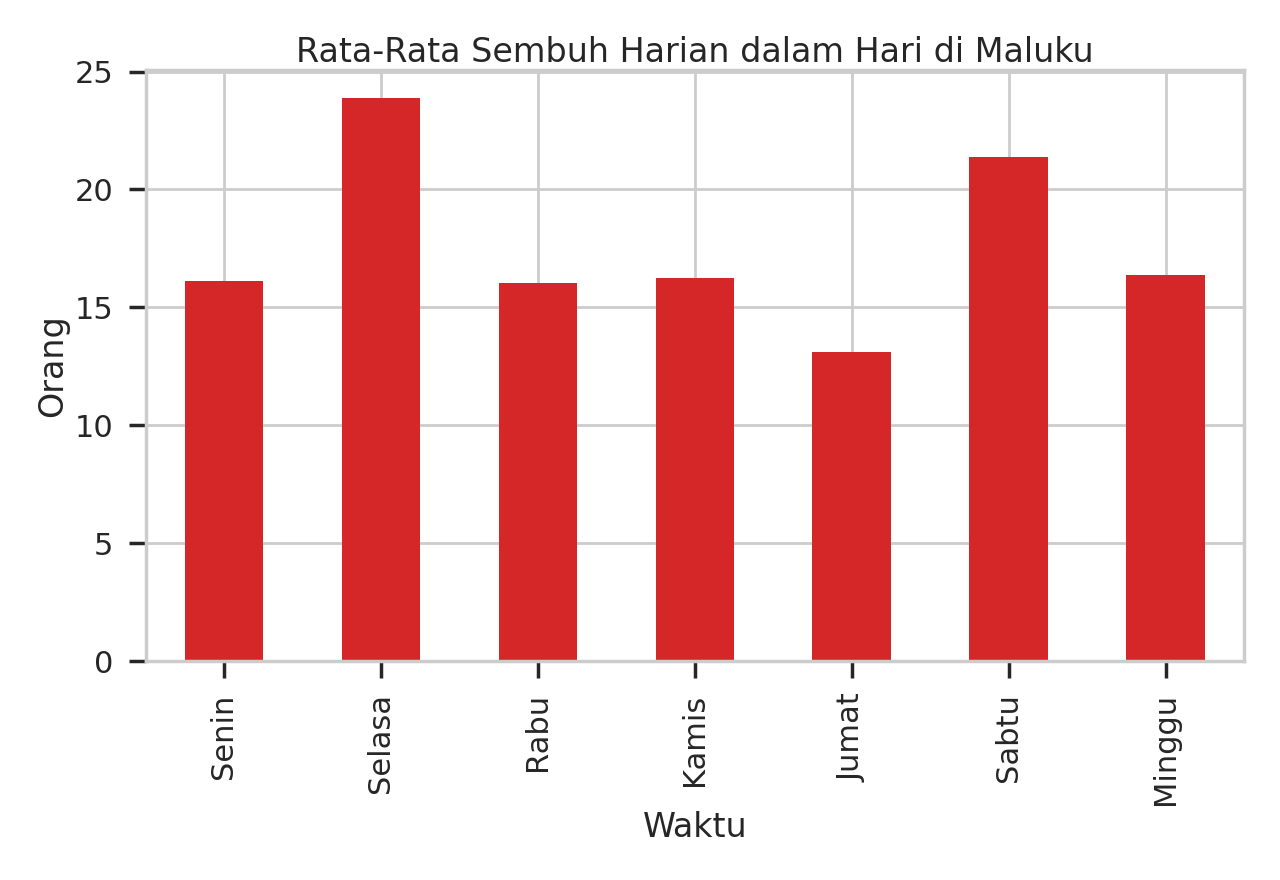 Rata-Rata Sembuh Harian dalam Hari di Maluku
25
20
15
10
5
0
Orang
Senin
Selasa
Rabu
Kamis
Jumat
Sabtu
Minggu
Waktu